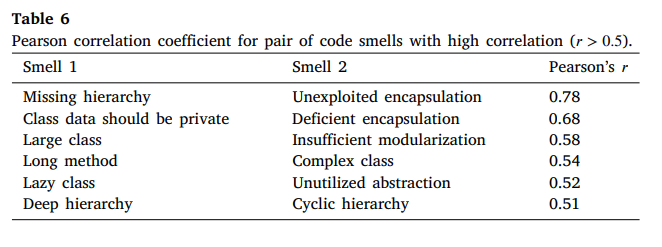 Table 6
Pearson correlation coefficient for pair of code smells with high correlation (r > 0.5).
Smell 1 Smell 2 Pearson's r
Missing hierarchy Unexploited encapsulation 0.78
Class data should be private Deficient encapsulation 0.68
Large class Insufficient modularization 0.58
Long method Complex class 0.54
Lazy class Unutilized abstraction 0.52
Deep hierarchy Cyclic hierarchy 0.51